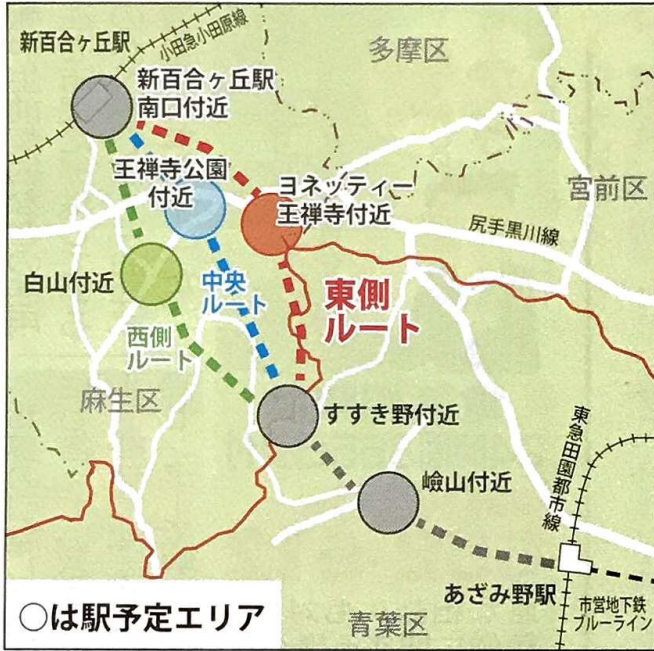 新百合ヶ丘駅
小田急小田原線
多摩区
新百合ヶ丘駅
南口付近
王禅寺公園
付近
ヨネッティー
王禅寺付近
宮前区
尻手黒川線
白山付近
中央
ルート
東側
ルート
西側
ルート
麻生区
すすき野付近
東急田園都市線
嶮山付近
あざみ野駅
市営地下鉄
ブルーライン
○は駅予定エリア
青葉区